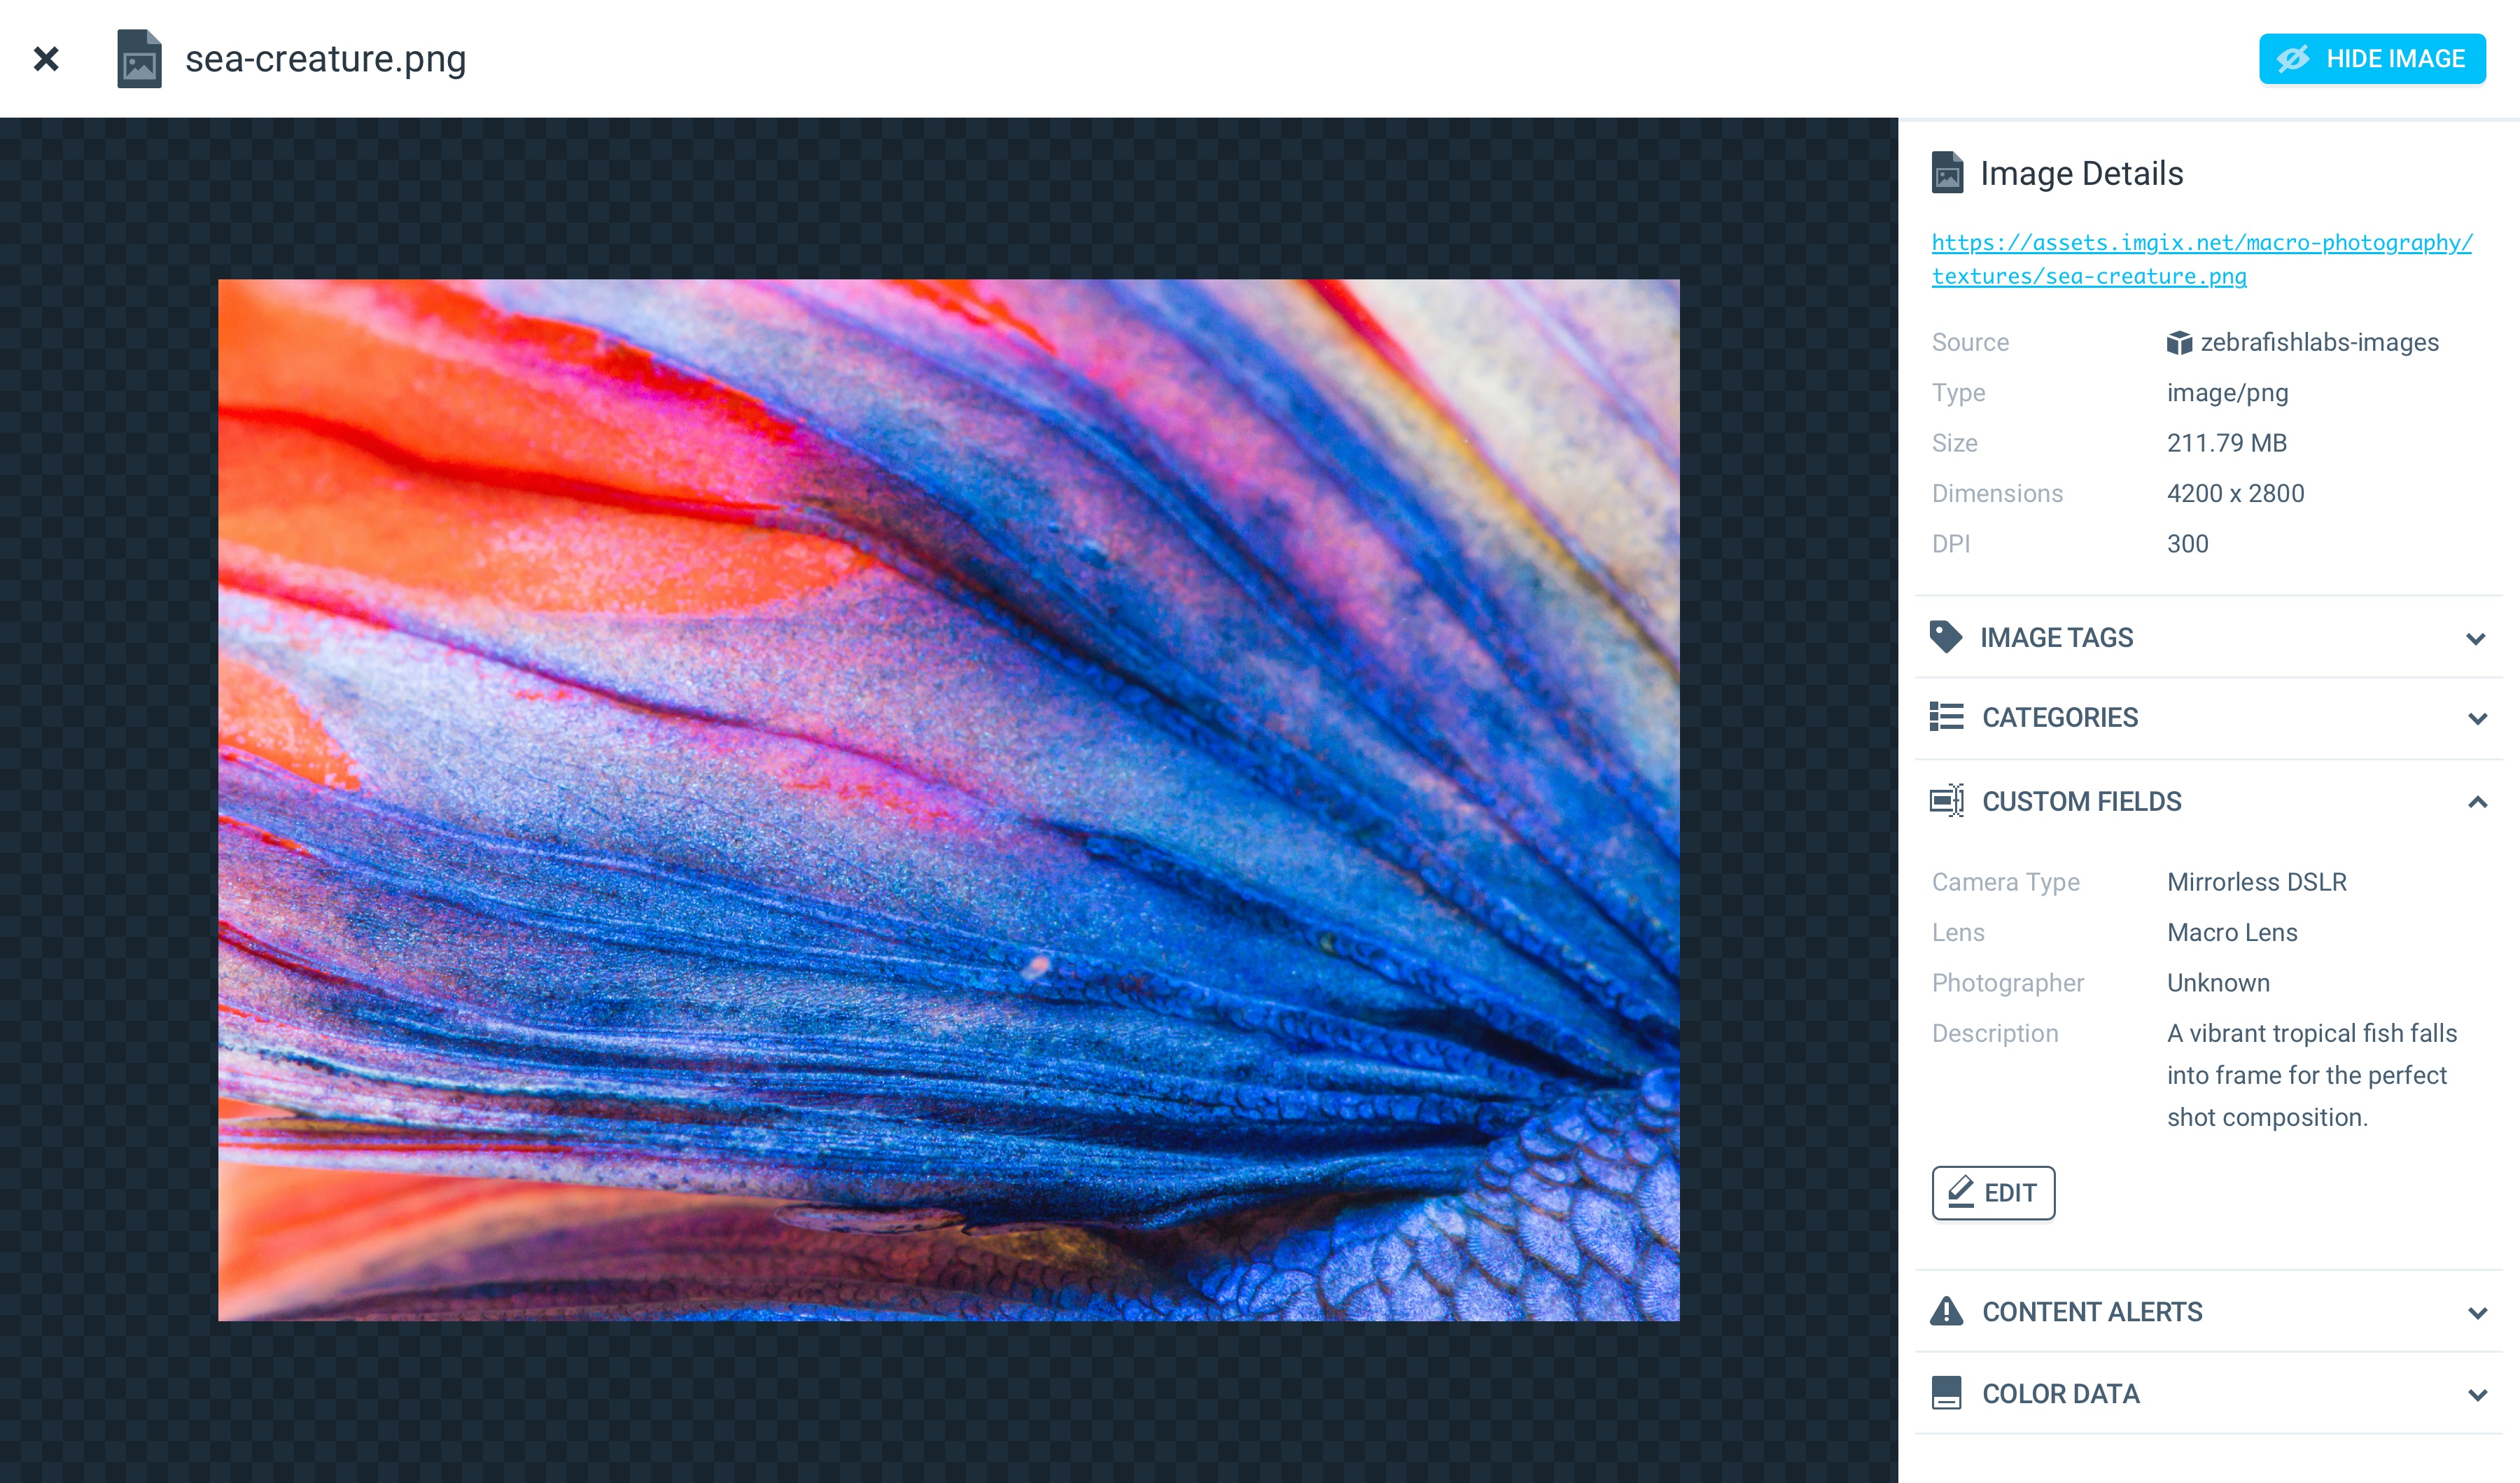 sea-creature.png
HIDE IMAGE
Image Details
https://assets.imgix.net/macro-photography/
textures/sea-creature.png
Source zebrafishlabs-images
Type image/png
Size 211.79 MB
Dimensions 4200 x 2800
DPI 300
IMAGE TAGS
CATEGORIES
CUSTOM FIELDS
Camera Type Mirrorless DSLR
Lens Macro Lens
Photographer Unknown
Description A vibrant tropical fish falls
into frame for the perfect
shot composition.
EDIT
CONTENT ALERTS
COLOR DATA